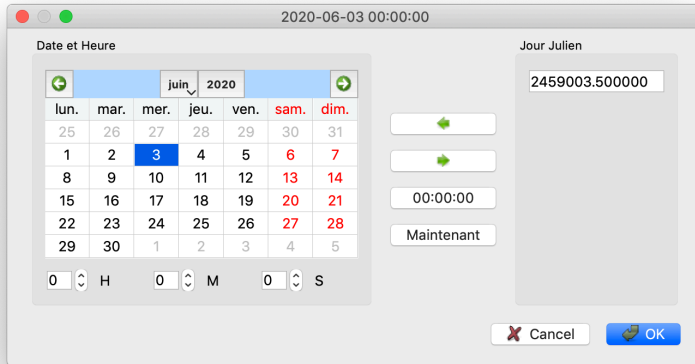 2020-06-03 00:00:00
Date et Heure
Jour Julien
juin 2020
2459003.500000
lun. mar. mer. jeu. ven. sam. dim.
25 26 27 28 29 30 31
1 2 3 4 5 6 7
8 9 10 11 12 13 14
15 16 17 18 19 20 21
22 23 24 25 26 27 28
29 30 1 2 3 4 5
00:00:00
Maintenant
0 H 0 M 0 S
Cancel OK